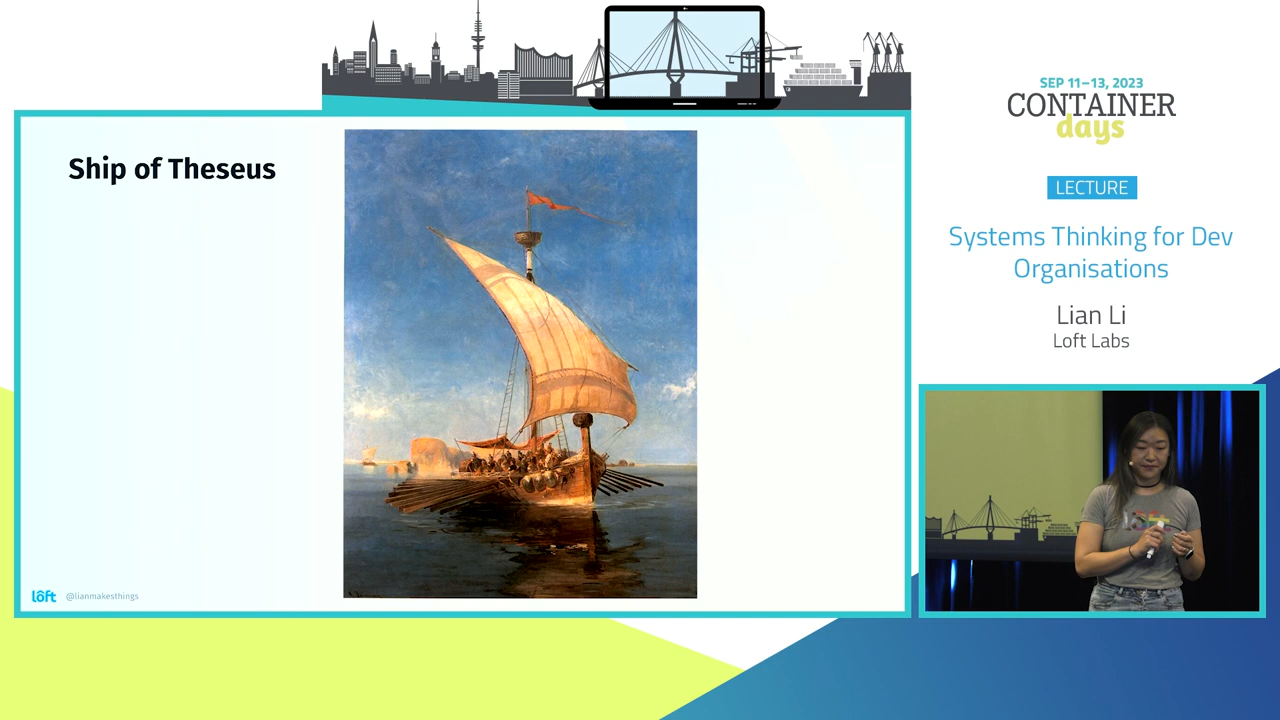 SEP 11–13, 2023
CONTAINER
days
LECTURE
Systems Thinking for Dev
Organisations
Lian Li
Loft Labs
Ship of Theseus
lôft
@lianmakesthings